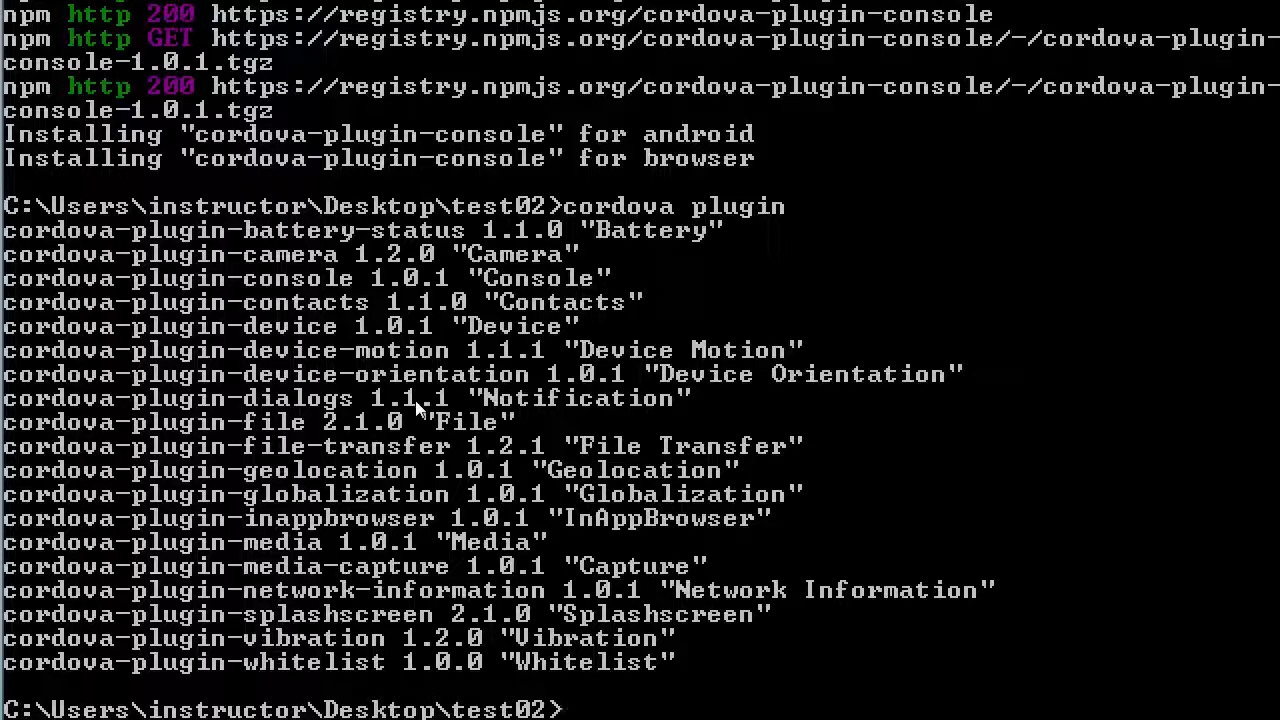 npm http 200 https://registry.npmjs.org/cordova-plugin-console
npm http GET https://registry.npmjs.org/cordova-plugin-console/-/cordova-plugin-
console-1.0.1.tgz
npm http 200 https://registry.npmjs.org/cordova-plugin-console/-/cordova-plugin-
console-1.0.1.tgz
Installing "cordova-plugin-console" for android
Installing "cordova-plugin-console" for browser
C:\Users\instructor\Desktop\test02>cordova plugin
cordova-plugin-battery-status 1.1.0 "Battery"
cordova-plugin-camera 1.2.0 "Camera"
cordova-plugin-console 1.0.1 "Console"
cordova-plugin-contacts 1.1.0 "Contacts"
cordova-plugin-device 1.0.1 "Device"
cordova-plugin-device-motion 1.1.1 "Device Motion"
cordova-plugin-device-orientation 1.0.1 "Device Orientation"
cordova-plugin-dialogs 1.1.1 "Notification"
cordova-plugin-file 2.1.0 "File"
cordova-plugin-file-transfer 1.2.1 "File Transfer"
cordova-plugin-geolocation 1.0.1 "Geolocation"
cordova-plugin-globalization 1.0.1 "Globalization"
cordova-plugin-inappbrowser 1.0.1 "InAppBrowser"
cordova-plugin-media 1.0.1 "Media"
cordova-plugin-media-capture 1.0.1 "Capture"
cordova-plugin-network-information 1.0.1 "Network Information"
cordova-plugin-splashscreen 2.1.0 "Splashscreen"
cordova-plugin-vibration 1.2.0 "Vibration"
cordova-plugin-whitelist 1.0.0 "Whitelist"
C:\Users\instructor\Desktop\test02>